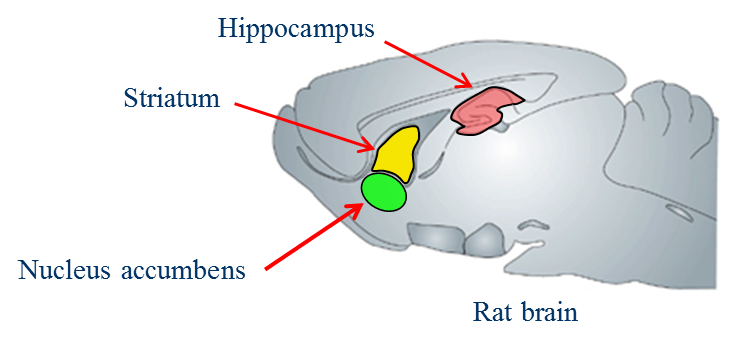 Hippocampus
Striatum
Nucleus accumbens
Rat brain